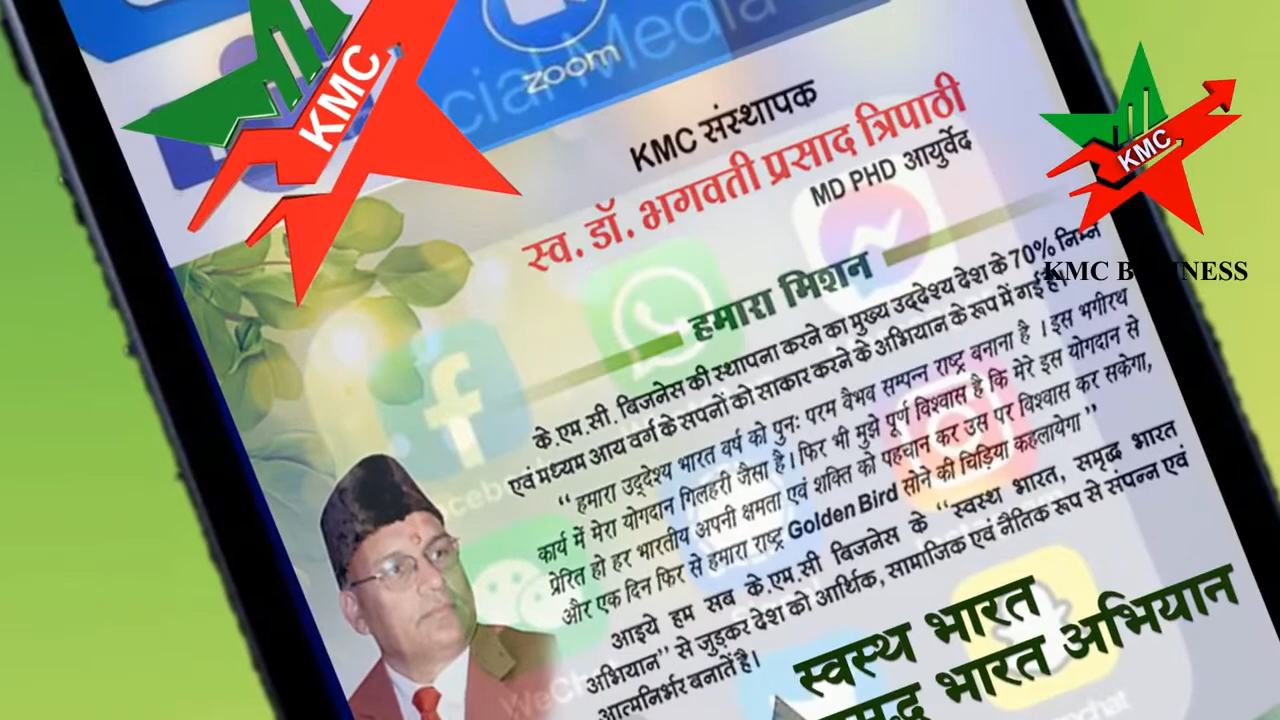 zoom
Social Media
KMC
KMC संस्थापक
स्व. डॉ. भगवती प्रसाद त्रिपाठी
MD PHD आयुर्वेद
KMC
KMC BUSINESS
हमारा मिशन
के.एम.सी. बिजनेस की स्थापना करने का मुख्य उद्देश्य देश के 70% निम्न
एवं मध्यम आय वर्ग के सपनों को साकार करने के अभियान के रूप में गई है।
“ हमारा उद्देश्य भारत वर्ष को पुनः परम वैभव सम्पन्न राष्ट्र बनाना है । इस भगीरथ
कार्य में मेरा योगदान गिलहरी जैसा है। फिर भी मुझे पूर्ण विश्वास है कि मेरे इस योगदान से
प्रेरित हो हर भारतीय अपनी क्षमता एवं शक्ति को पहचान कर उस पर विश्वास कर सकेगा,
और एक दिन फिर से हमारा राष्ट्र Golden Bird सोने की चिड़िया कहलायेगा ”
आइये हम सब के.एम.सी बिजनेस के “स्वस्थ भारत, समृद्ध भारत
अभियान” से जुड़कर देश को आर्थिक, सामाजिक एवं नैतिक रूप से संपन्न एवं
आत्मनिर्भर बनातें है।
स्वस्थ भारत
समृद्ध भारत अभियान
WeChat